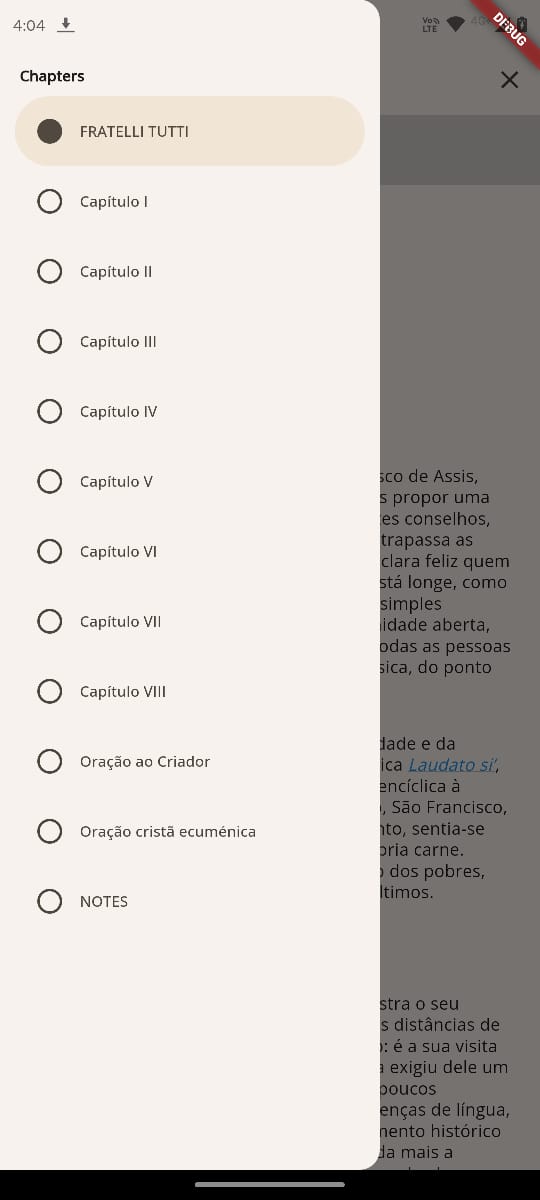 4:04
Vo)) LTE
4G
DEBUG
Chapters
FRATELLI TUTTI
Capítulo I
Capítulo II
Capítulo III
Capítulo IV
Capítulo V
Capítulo VI
Capítulo VII
Capítulo VIII
Oração ao Criador
Oração cristã ecuménica
NOTES
sco de Assis,
s propor uma
es conselhos,
trapassa as
clara feliz quem
stá longe, como
simples
idade aberta,
odas as pessoas
sica, do ponto
dade e da
ica Laudato si’,
encíclica à
, São Francisco,
nto, sentia-se
pria carne.
o dos pobres,
ltimos.
stra o seu
s distâncias de
o: é a sua visita
a exigiu dele um
poucos
enças de língua,
mento histórico
da mais a